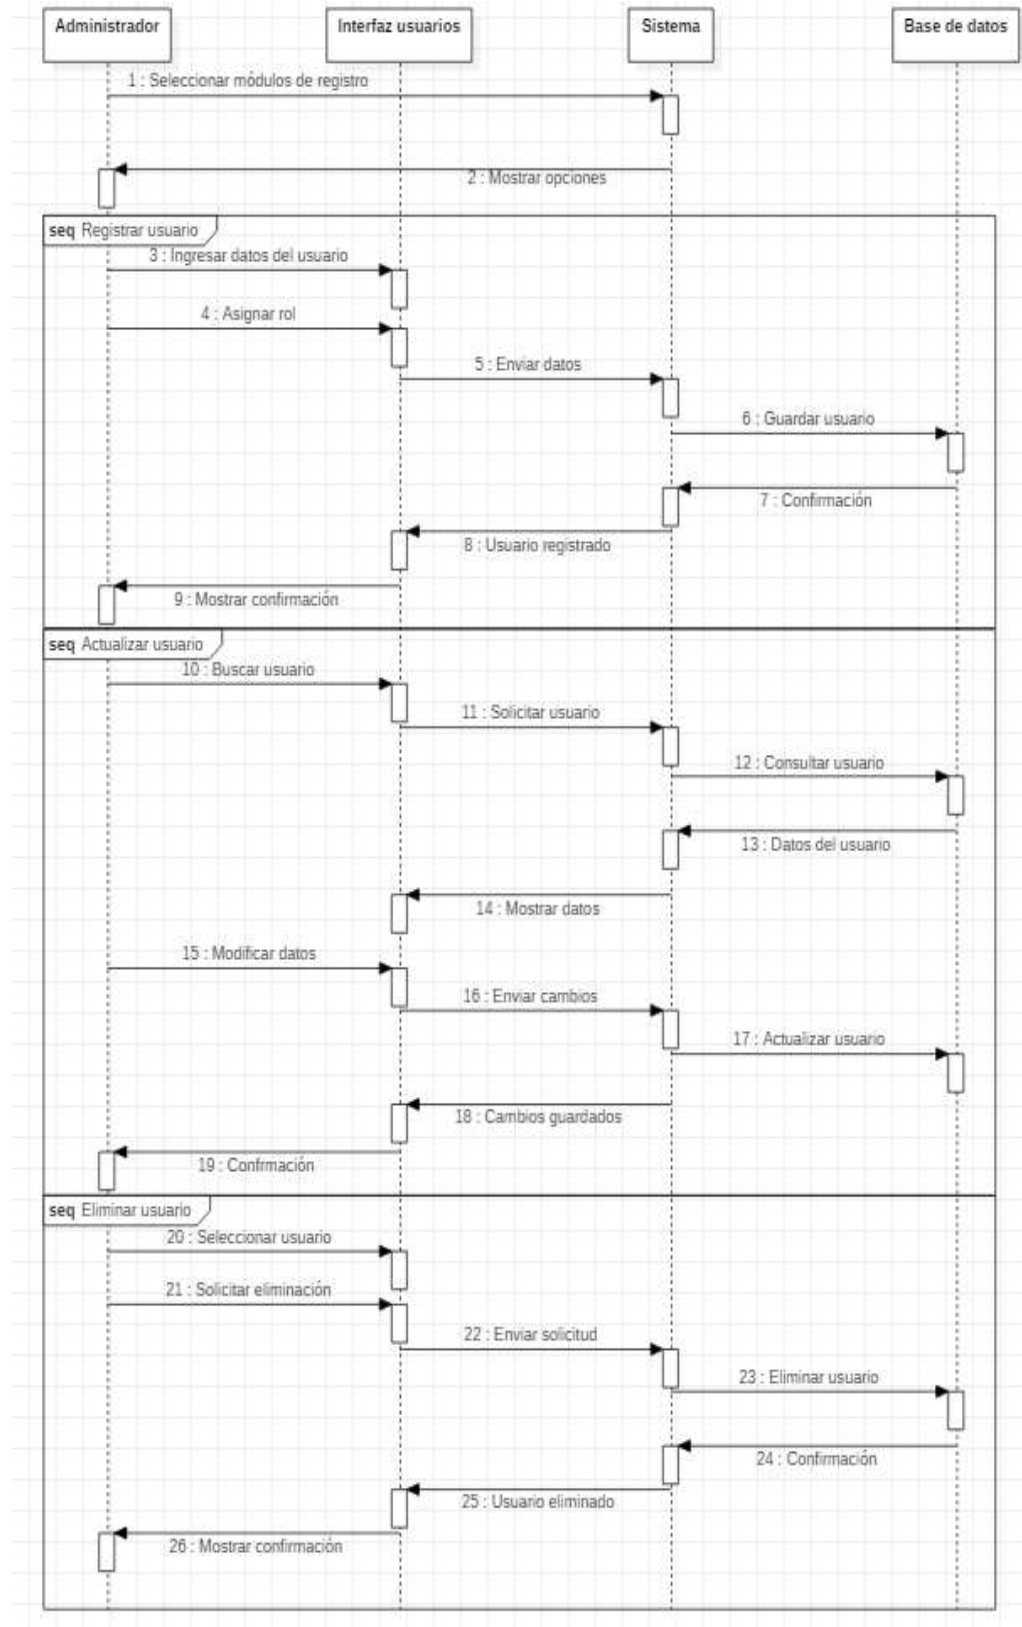 Administrador
Interfaz usuarios
Sistema
Base de datos
1 : Seleccionar módulos de registro
2 : Mostrar opciones
seq Registrar usuario
3 : Ingresar datos del usuario
4 : Asignar rol
5 : Enviar datos
6 : Guardar usuario
7 : Confirmación
8 : Usuario registrado
9 : Mostrar confirmación
seq Actualizar usuario
10 : Buscar usuario
11 : Solicitar usuario
12 : Consultar usuario
13 : Datos del usuario
14 : Mostrar datos
15 : Modificar datos
16 : Enviar cambios
17 : Actualizar usuario
18 : Cambios guardados
19 : Confrmación
seq Eliminar usuario
20 : Seleccionar usuario
21 : Solicitar eliminación
22 : Enviar solicitud
23 : Eliminar usuario
24 : Confirmación
25 : Usuario eliminado
26 : Mostrar confirmación